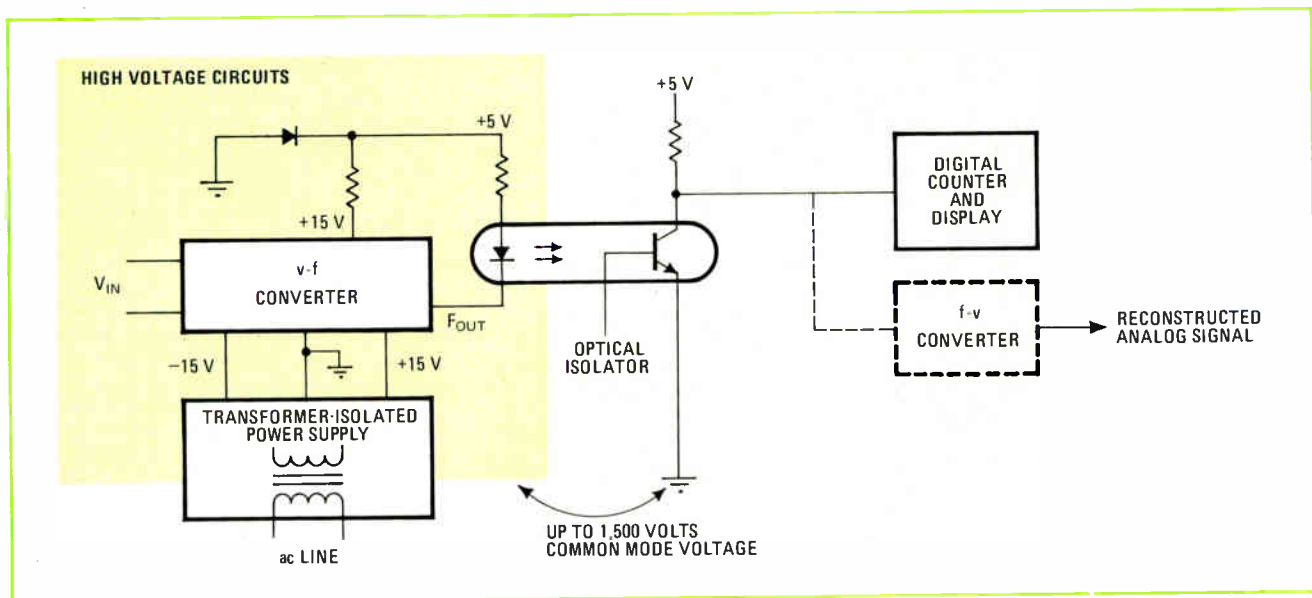 HIGH VOLTAGE CIRCUITS
+5 V
+15 V
V_IN
v-f
CONVERTER
F_OUT
-15 V
+15 V
TRANSFORMER-ISOLATED
POWER SUPPLY
ac LINE
+5 V
OPTICAL
ISOLATOR
UP TO 1,500 VOLTS
COMMON MODE VOLTAGE
DIGITAL
COUNTER
AND
DISPLAY
f-v
CONVERTER
RECONSTRUCTED
ANALOG SIGNAL